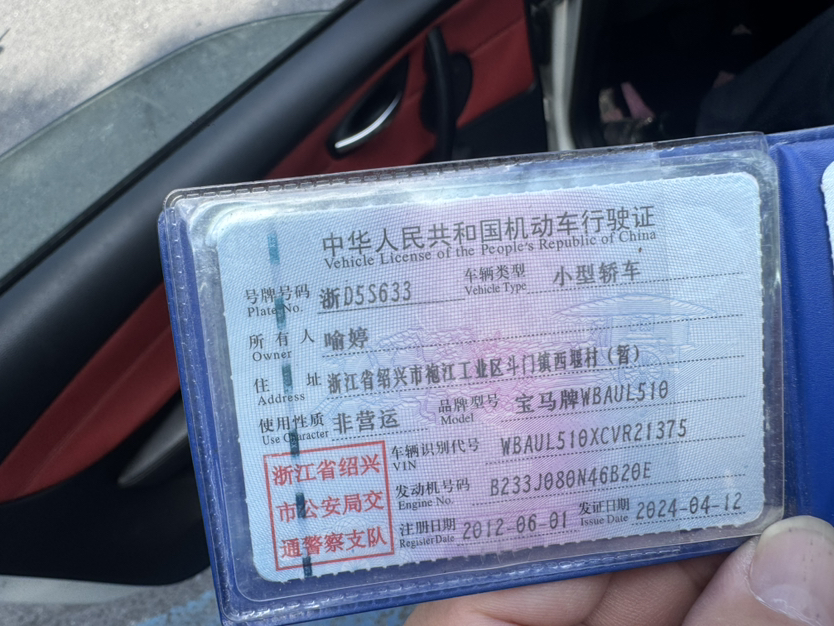 中华人民共和国机动车行驶证
Vehicle License of the People's Republic of China
号牌号码 浙D5S633 车辆类型 小型轿车
Plate No. Vehicle Type
所有人 喻婷
Owner
住址 浙江省绍兴市袍江工业区斗门镇西堰村（暂）
Address
使用性质 非营运 品牌型号 宝马牌WBAUL510
Use Character Model
浙江省绍兴
市公安局交
通警察支队
车辆识别代号 WBAUL510XCVR21375
VIN
发动机号码 B233J080N46B20E
Engine No.
注册日期 2012-06-01 发证日期 2024-04-12
Register Date Issue Date